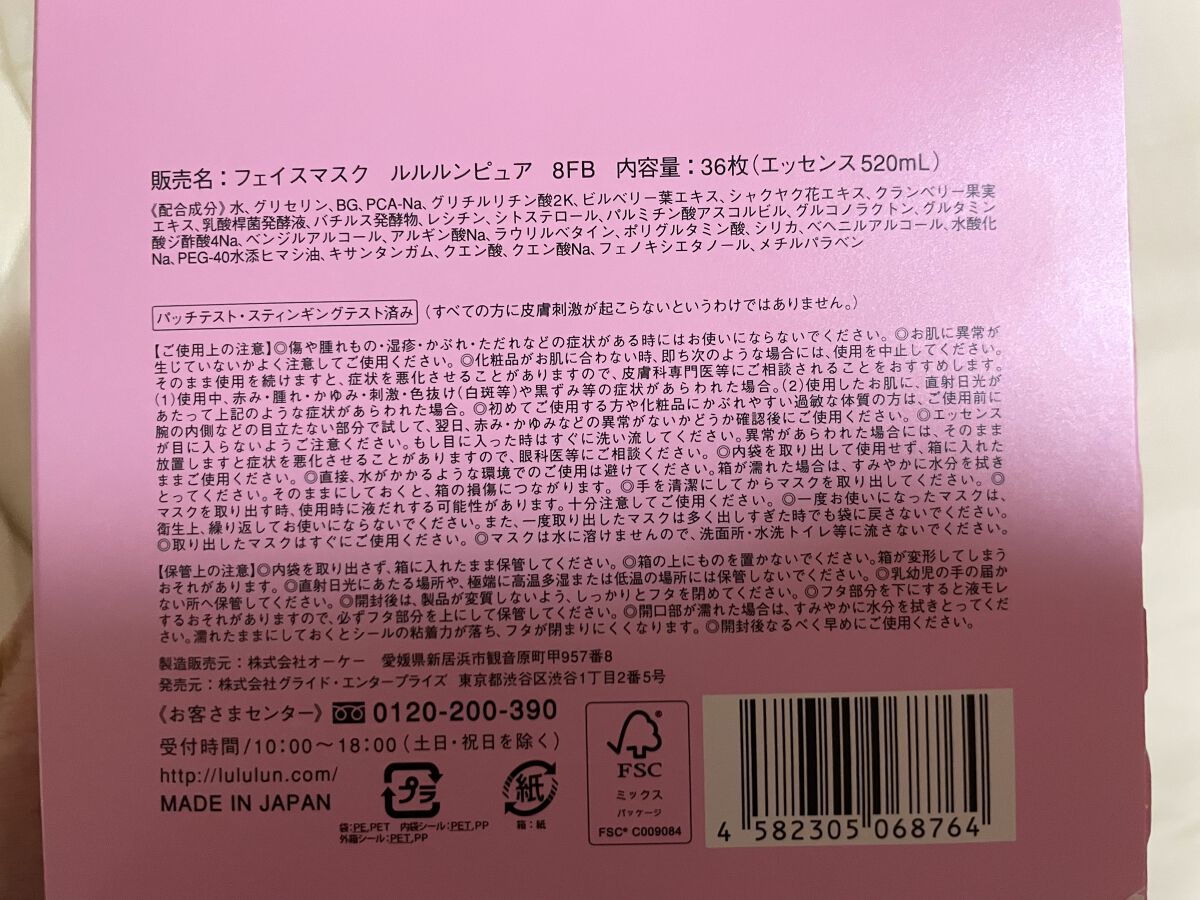 販売名：フェイスマスク　ルルルンピュア　8FB　内容量：36枚（エッセンス520mL）
《配合成分》水、グリセリン、BG、PCA-Na、グリチルリチン酸2K、ビルベリー葉エキス、シャクヤク花エキス、クランベリー果実
エキス、乳酸桿菌発酵液、バチルス発酵物、レシチン、シトステロール、パルミチン酸アスコルビル、グルコノラクトン、グルタミン
酸ジ酢酸4Na、ベンジルアルコール、アルギン酸Na、ラウリルベタイン、ポリグルタミン酸、シリカ、ベヘニルアルコール、水酸化
Na、PEG-40水添ヒマシ油、キサンタンガム、クエン酸、クエン酸Na、フェノキシエタノール、メチルパラベン
パッチテスト・スティンギングテスト済み（すべての方に皮膚刺激が起こらないというわけではありません。）
【ご使用上の注意】◎傷や腫れもの・湿疹・かぶれ・ただれなどの症状がある時にはお使いにならないでください。◎お肌に異常が
生じていないかよく注意してご使用ください。◎化粧品がお肌に合わない時、即ち次のような場合には、使用を中止してください。
そのまま使用を続けますと、症状を悪化させることがありますので、皮膚科専門医等にご相談されることをおすすめします。
(1)使用中、赤み・腫れ・かゆみ・刺激・色抜け（白斑等）や黒ずみ等の症状があらわれた場合。(2)使用したお肌に、直射日光が
あたって上記のような症状があらわれた場合。◎初めてご使用する方や化粧品にかぶれやすい過敏な体質の方は、ご使用前に
腕の内側などの目立たない部分で試して、翌日、赤み・かゆみなどの異常がないかどうか確認後にご使用ください。◎エッセンス
が目に入らないようご注意ください。もし目に入った時はすぐに洗い流してください。異常があらわれた場合には、そのまま
放置しますと症状を悪化させることがありますので、眼科医等にご相談ください。◎内袋を取り出して使用せず、箱に入れた
ままご使用ください。◎直接、水がかかるような環境でのご使用は避けてください。箱が濡れた場合は、すみやかに水分を拭き
とってください。そのままにしておくと、箱の損傷につながります。◎手を清潔にしてからマスクを取り出してください。◎
マスクを取り出す時、使用時に液だれする可能性があります。十分注意してご使用ください。◎一度お使いになったマスクは、
衛生上、繰り返してお使いにならないでください。また、一度取り出したマスクは多く出しすぎた時でも袋に戻さないでください。
◎取り出したマスクはすぐにご使用ください。◎マスクは水に溶けませんので、洗面所・水洗トイレ等に流さないでください。
【保管上の注意】◎内袋を取り出さず、箱に入れたまま保管してください。◎箱の上にものを置かないでください。箱が変形してしまう
おそれがあります。◎直射日光にあたる場所や、極端に高温多湿または低温の場所には保管しないでください。◎乳幼児の手の届か
ない所へ保管してください。◎開封後は、製品が変質しないよう、しっかりとフタを閉めてください。◎フタ部分を下にすると液モレ
するおそれがありますので、必ずフタ部分を上にして保管してください。◎開口部が濡れた場合は、すみやかに水分を拭きとってくだ
さい。濡れたままにしておくとシールの粘着力が落ち、フタが閉まりにくくなります。◎開封後なるべく早めにご使用ください。
製造販売元：株式会社オーケー　愛媛県新居浜市観音原町甲957番8
発売元：株式会社グライド・エンタープライズ　東京都渋谷区渋谷1丁目2番5号
《お客さまセンター》0120-200-390
受付時間/10:00〜18:00（土日・祝日を除く）
http://lululun.com/
MADE IN JAPAN
プラ
袋：PE,PET　内袋シール：PET,PP
外箱シール：PET,PP
紙
箱：紙
FSC
ミックス
パッケージ
FSC® C009084
4 582305 068764